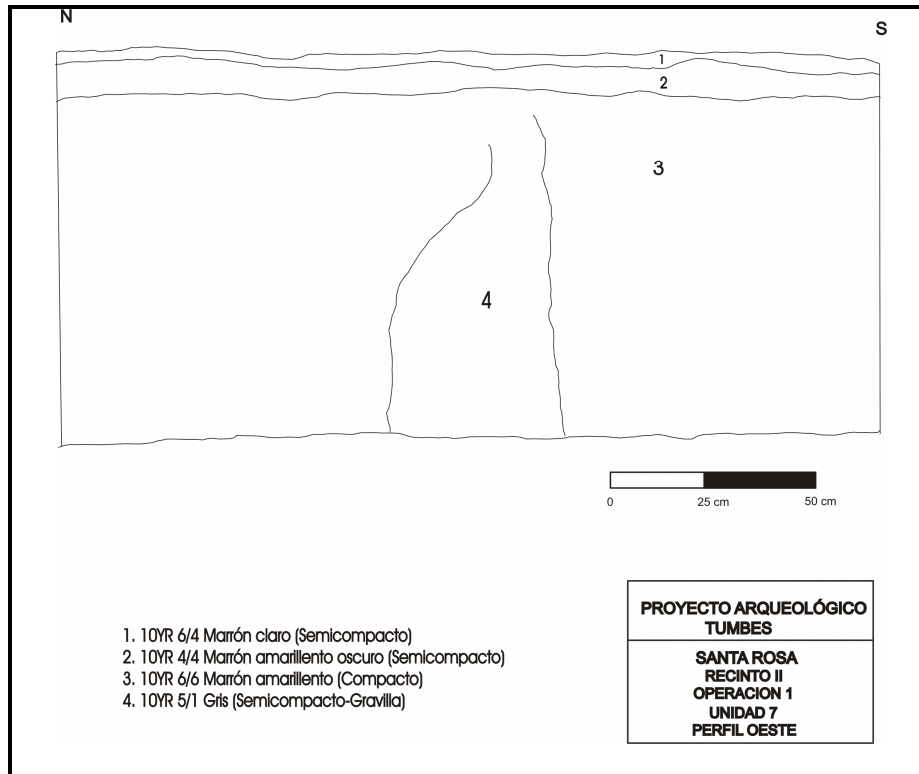 N
S
1
2
3
4
0 25 cm 50 cm
1. 10YR 6/4 Marrón claro (Semicompacto)
2. 10YR 4/4 Marrón amarillento oscuro (Semicompacto)
3. 10YR 6/6 Marrón amarillento (Compacto)
4. 10YR 5/1 Gris (Semicompacto-Gravilla)
PROYECTO ARQUEOLÓGICO
TUMBES
SANTA ROSA
RECINTO II
OPERACION 1
UNIDAD 7
PERFIL OESTE